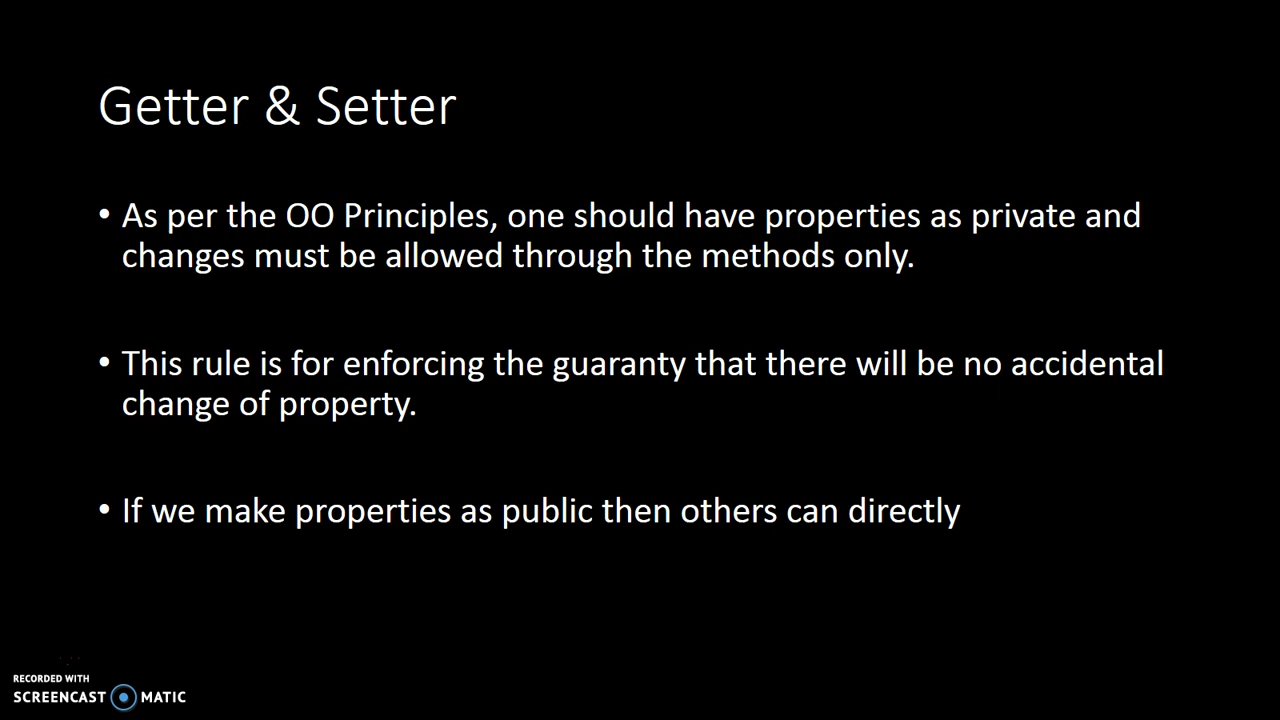 Getter & Setter
• As per the OO Principles, one should have properties as private and
changes must be allowed through the methods only.
• This rule is for enforcing the guaranty that there will be no accidental
change of property.
• If we make properties as public then others can directly
RECORDED WITH
SCREENCAST MATIC